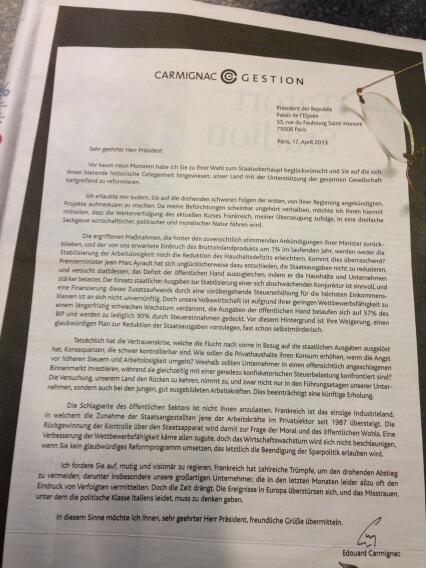 CARMIGNAC GESTION
Präsident der Republik
Palais de l'Elysée
55, rue du Faubourg Saint-Honoré
75008 Paris
Paris, 17. April 2013
Sehr geehrter Herr Präsident,
Vor kaum neun Monaten habe ich Sie zu Ihrer Wahl zum Staatsoberhaupt beglückwünscht und Sie auf die sich
Ihnen bietende historische Gelegenheit hingewiesen, unser Land mit der Unterstützung der gesamten Gesellschaft
tiefgreifend zu reformieren.
Ich erlaubte mir zudem, Sie auf die drohenden schweren Folgen der ersten, von Ihrer Regierung angekündigten,
Projekte aufmerksam zu machen. Da meine Befürchtungen scheinbar ungehört verhallten, möchte ich Ihnen hiermit
mitteilen, dass die Weiterverfolgung des aktuellen Kurses Frankreich, meiner Überzeugung zufolge, in eine dreifache
Sackgasse wirtschaftlicher, politischer und moralischer Natur führen wird.
Die ergriffenen Maßnahmen, die hinter den zuversichtlich stimmenden Ankündigungen ihrer Minister zurück-
blieben, und der von uns erwartete Einbruch des Bruttoinlandprodukts um 1% im laufenden Jahr, werden weder die
Stabilisierung der Arbeitslosigkeit noch die Reduktion des Haushaltsdefizits erleichtern. Kommt dies überraschend?
Premierminister Jean-Marc Ayrault hat sich unglücklicherweise dazu entschieden, die Staatsausgaben nicht zu reduzieren,
und versucht stattdessen, das Defizit der öffentlichen Hand auszugleichen, indem er die Haushalte und Unternehmen
stärker belastet. Der Einsatz staatlicher Ausgaben zur Stabilisierung einer sich abschwächenden Konjunktur ist sinnvoll, und
eine Finanzierung dieses Zusatzaufwands durch eine vorübergehende Steuererhöhung für die höchsten Einkommens-
klassen ist an sich nicht unvernünftig. Doch unsere Volkswirtschaft ist aufgrund ihrer geringen Wettbewerbsfähigkeit zu
einem längerfristig schwachen Wachstum verdammt, die Ausgaben der öffentlichen Hand belaufen sich auf 57% des
BIP und werden zu lediglich 90% durch Steuereinnahmen gedeckt. Vor diesem Hintergrund ist Ihre Weigerung, einen
glaubwürdigen Plan zur Reduktion der Staatsausgaben vorzulegen, fast schon selbstmörderisch.
Tatsächlich hat die Vertrauenskrise, welche die Flucht nach vorne in Bezug auf die staatlichen Ausgaben ausgelöst
hat, Konsequenzen, die schwer kontrollierbar sind. Wie sollen die Privathaushalte ihren Konsum erhöhen, wenn die Angst
vor höheren Steuern und Arbeitslosigkeit umgeht? Weshalb sollten Unternehmer in einen offensichtlich angeschlagenen
Binnenmarkt investieren, während sie gleichzeitig mit einer geradezu konfiskatorischen Steuerbelastung konfrontiert sind?
Die Versuchung, unserem Land den Rücken zu kehren, nimmt zu, und zwar nicht nur in den Führungsetagen unserer Unter-
nehmen, sondern auch bei den jungen, gut ausgebildeten Arbeitskräften. Dies beeinträchtigt eine künftige Erholung.
Die Schlagseite des öffentlichen Sektors ist nicht Ihnen anzulasten. Frankreich ist das einzige Industrieland,
in welchem die Zunahme der Staatsangestellten jene der Arbeitskräfte im Privatsektor seit 1987 übersteigt. Die
Rückgewinnung der Kontrolle über den Staatsapparat wird damit zur Frage der Moral und des öffentlichen Wohls. Eine
Verbesserung der Wettbewerbsfähigkeit käme allen zugute, doch das Wirtschaftswachstum wird sich nicht beschleunigen,
wenn Sie kein glaubwürdiges Reformprogramm umsetzen, das letztlich die Beendigung der Sparpolitik erlauben wird.
Ich fordere Sie auf, mutig und visionär zu regieren. Frankreich hat zahlreiche Trümpfe, um den drohenden Abstieg
zu vermeiden, darunter insbesondere unsere großartigen Unternehmer, die in den letzten Monaten leider allzu oft den
Eindruck von Verfolgten vermittelten. Doch die Zeit drängt. Die Ereignisse in Europa überstürzen sich, und das Misstrauen,
unter dem die politische Klasse Italiens leidet, muss zu denken geben.
In diesem Sinne möchte ich Ihnen, sehr geehrter Herr Präsident, freundliche Grüße übermitteln.
Edouard Carmignac